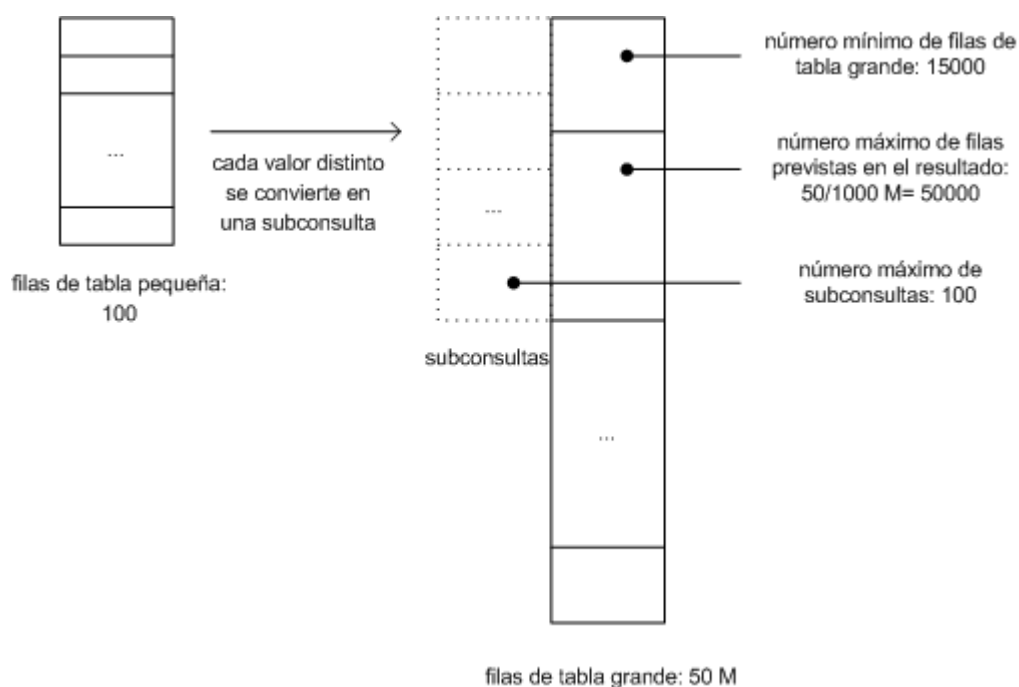 número mínimo de filas de
tabla grande: 15000
...
cada valor distinto
se convierte en
una subconsulta
número máximo de filas
previstas en el resultado:
50/1000 M= 50000
...
filas de tabla pequeña:
100
número máximo de
subconsultas: 100
subconsultas
...
filas de tabla grande: 50 M